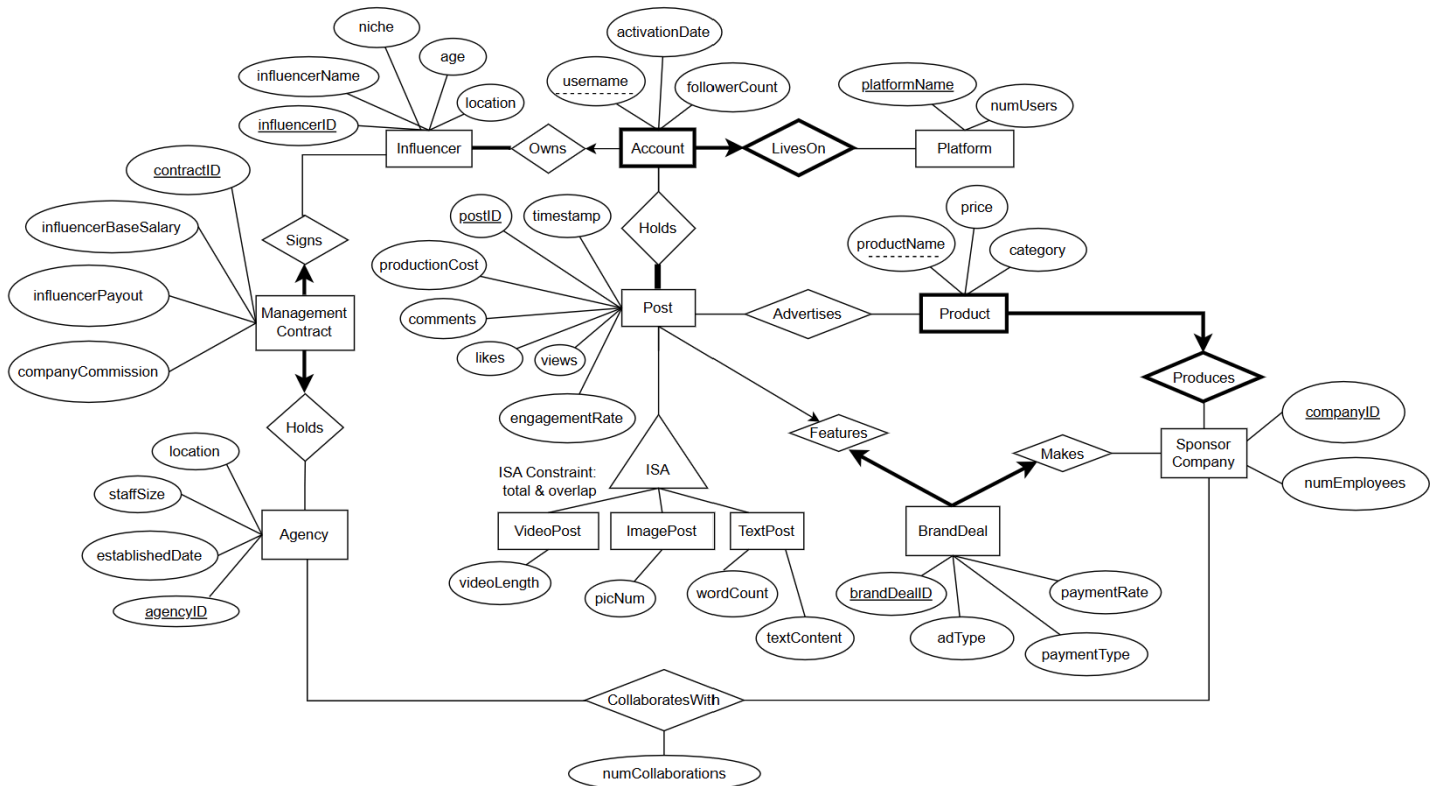 niche
activationDate
age
influencerName
username
followerCount
platformName
numUsers
location
influencerID
Influencer
Owns
Account
LivesOn
Platform
contractID
postID
timestamp
price
influencerBaseSalary
Signs
Holds
productName
category
productionCost
influencerPayout
Management
Contract
Post
Advertises
Product
comments
likes
views
companyCommission
Produces
engagementRate
companyID
Holds
Features
Makes
Sponsor
Company
location
ISA Constraint:
total & overlap
ISA
staffSize
numEmployees
Agency
VideoPost
ImagePost
TextPost
BrandDeal
establishedDate
videoLength
picNum
wordCount
brandDealID
paymentRate
agencyID
textContent
adType
paymentType
CollaboratesWith
numCollaborations